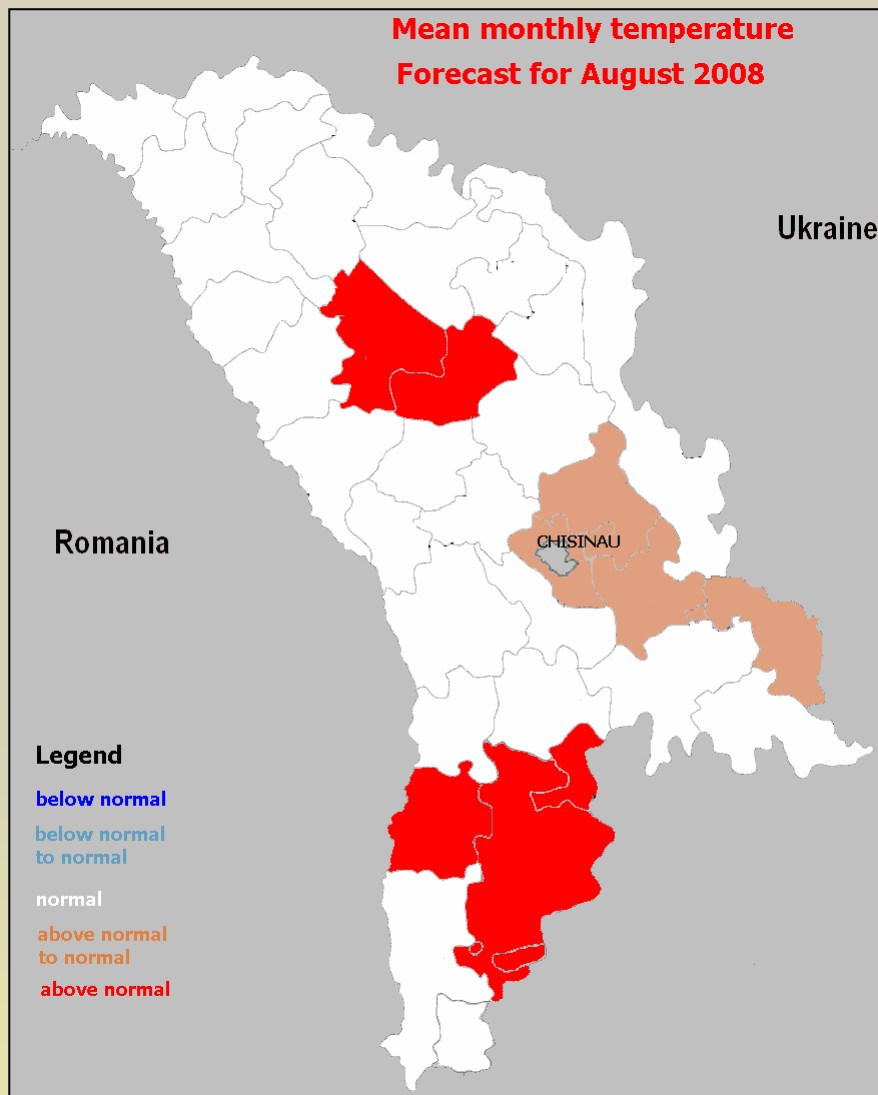 Mean monthly temperature
Forecast for August 2008
Ukraine
CHISINAU
Romania
Legend
below normal
below normal
to normal
normal
above normal
to normal
above normal